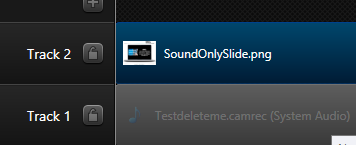 Track 2
SoundOnlySlide.png
Track 1
Testdeleteme.camrec (System Audio)